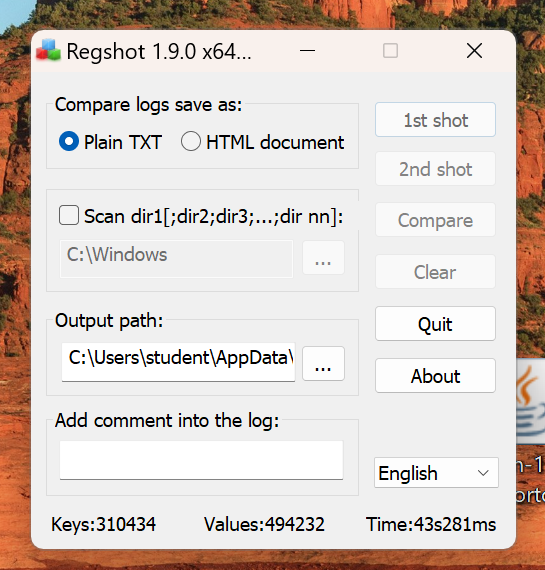 Regshot 1.9.0 x64...
Compare logs save as:
Plain TXT
HTML document
1st shot
2nd shot
Scan dir1[;dir2;dir3;...;dir nn]:
C:\Windows
...
Compare
Clear
Output path:
C:\Users\student\AppData\
...
Quit
About
Add comment into the log:
English
Keys:310434
Values:494232
Time:43s281ms